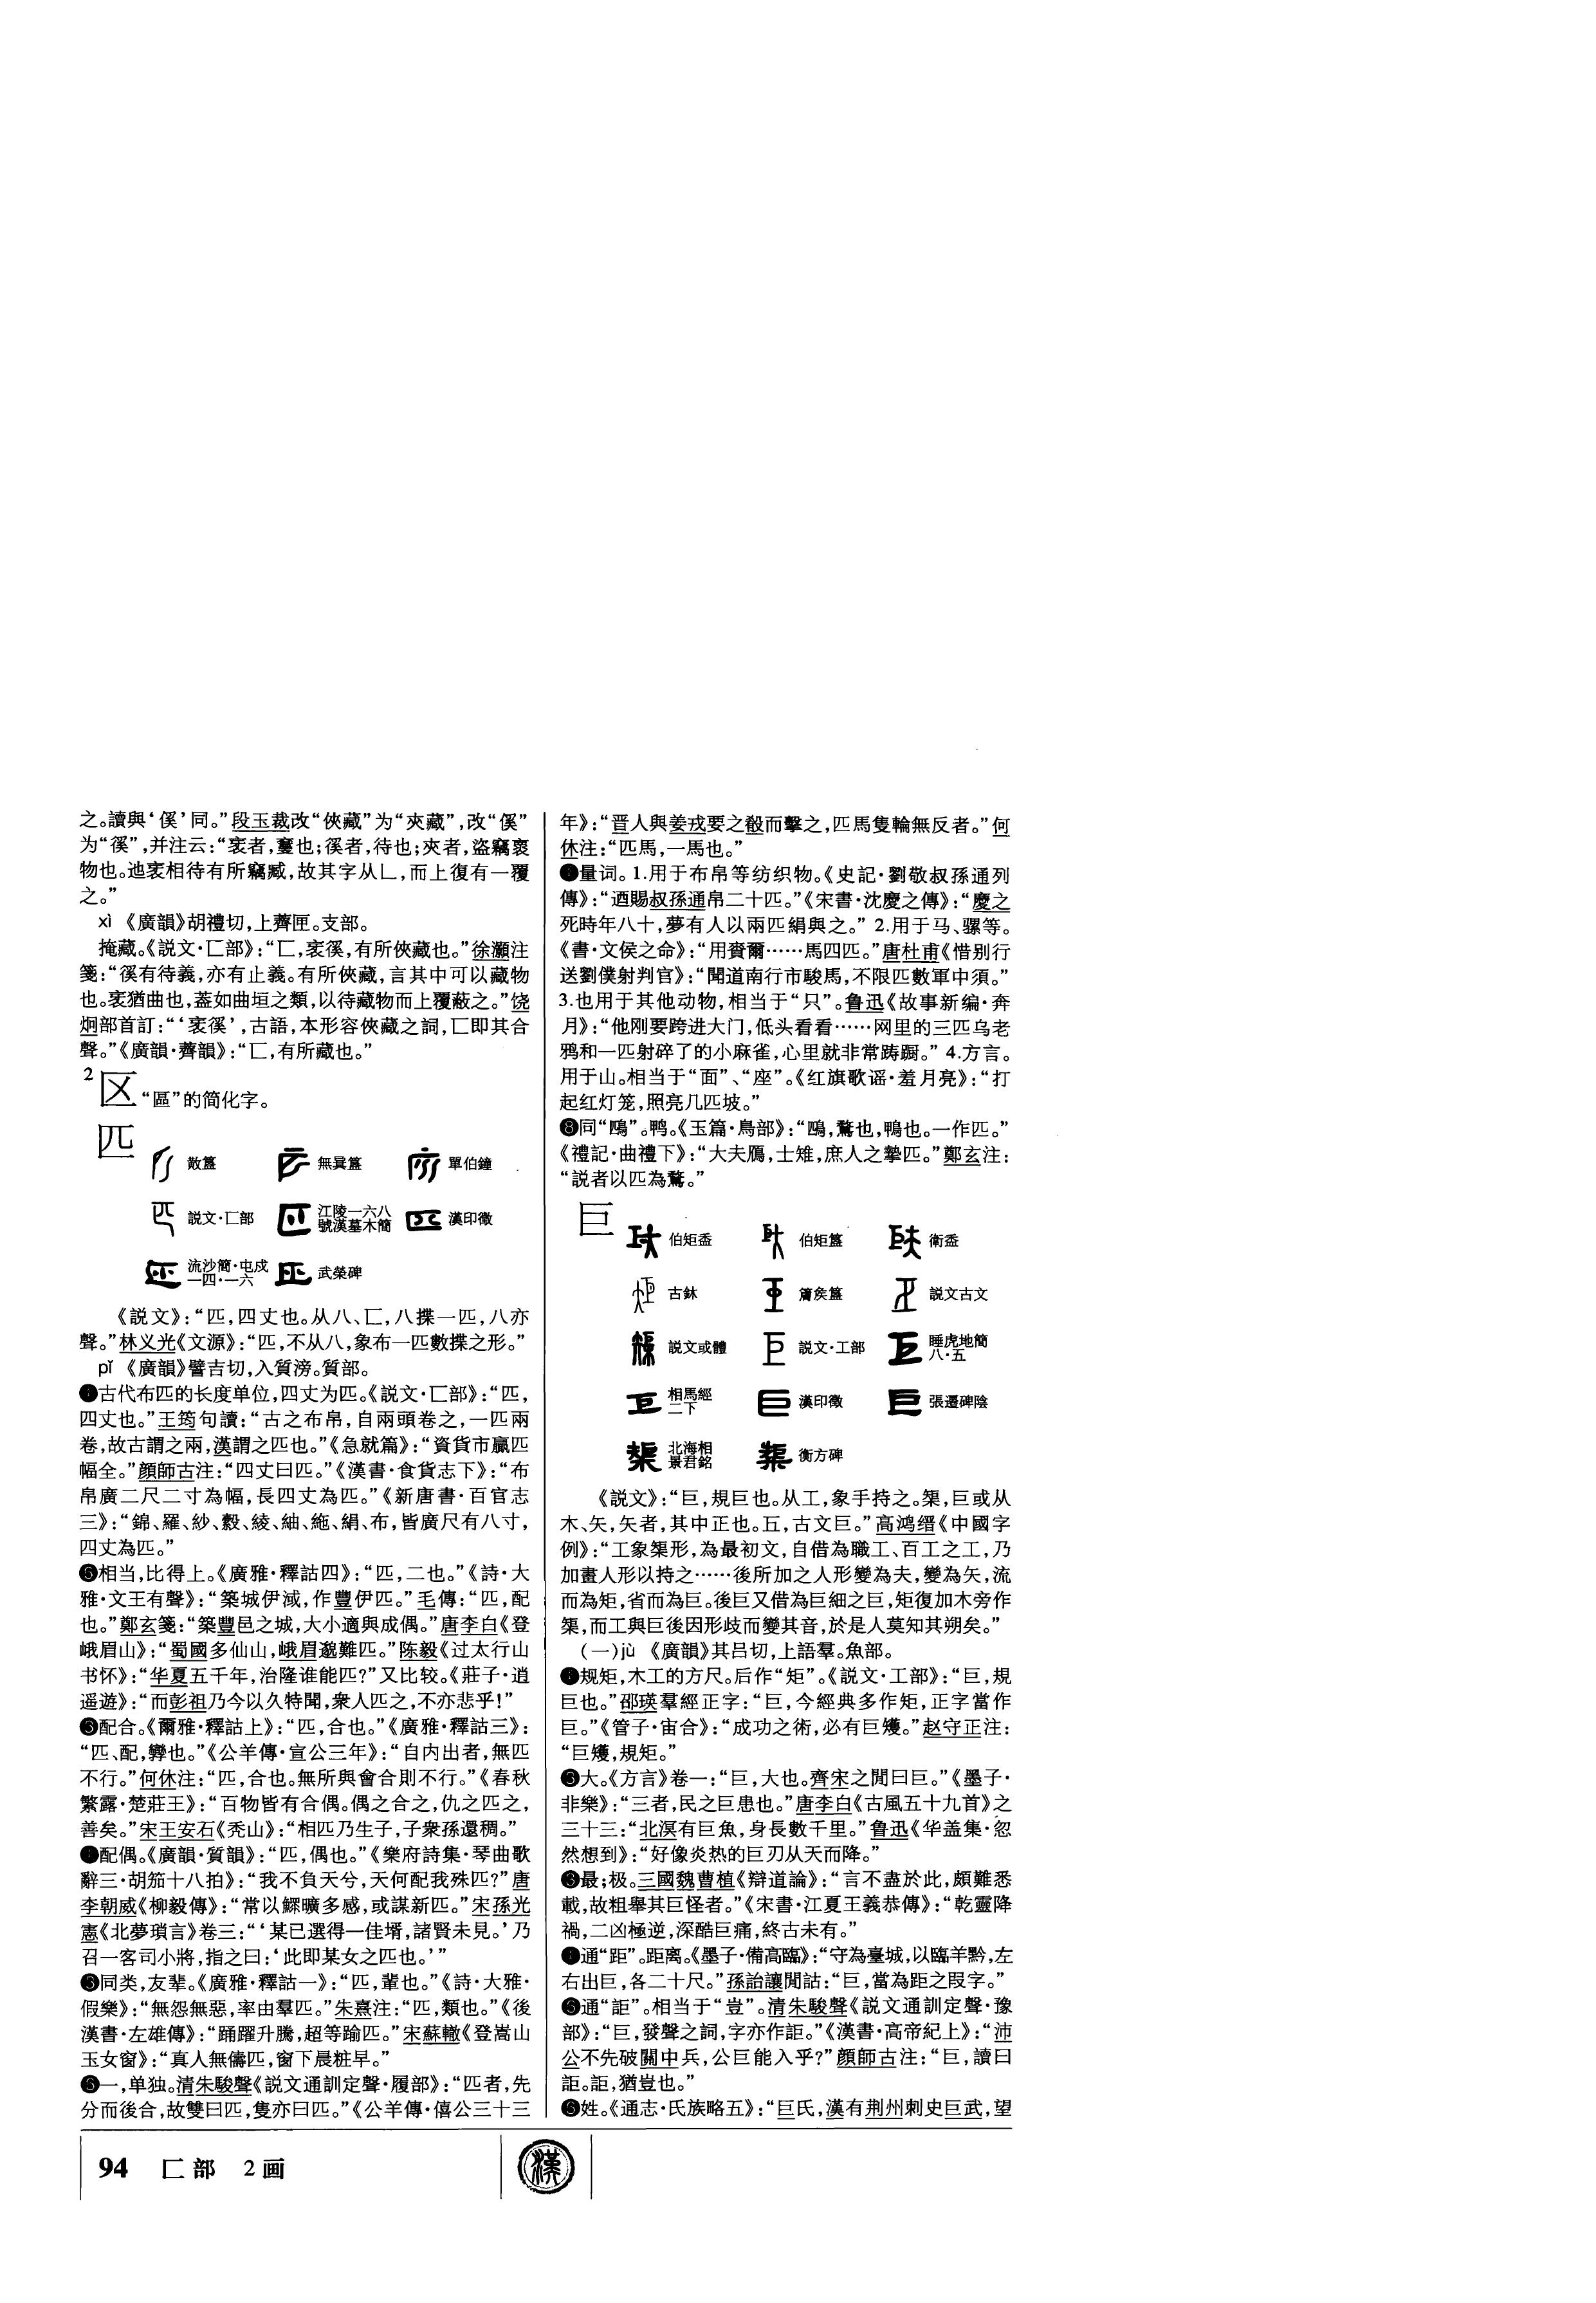 之。讀與‘傒’同。”段玉裁改“俠藏”为“夾藏”，改“傒”
为“徯”，并注云：“衺者，䙝也；徯者，待也；夾者，盜竊褱
物也。迆衺相待有所竊臧，故其字从乚，而上復有一覆
之。”
xì 《廣韻》胡禮切，上薺匣。支部。
掩藏。《説文·匸部》：“匸，衺徯，有所俠藏也。”徐灝注
箋：“徯有待義，亦有止義。有所俠藏，言其中可以藏物
也。衺猶曲也，蓋如曲垣之類，以待藏物而上覆蔽之。”饶
炯部首訂：“‘衺徯’，古語，本形容俠藏之詞，匸即其合
聲。”《廣韻·薺韻》：“匸，有所藏也。”
2 区 “區”的简化字。
匹 㪔簋 無㠱簋 單伯鐘
説文·匸部 江陵一六八號漢墓木簡 漢印徵
流沙簡·屯戍一四·一六 武榮碑
《説文》：“匹，四丈也。从八、匸，八揲一匹，八亦
聲。”林义光《文源》：“匹，不从八，象布一匹數揲之形。”
pǐ 《廣韻》譬吉切，入質滂。質部。
❶古代布匹的长度单位，四丈为匹。《説文·匸部》：“匹，
四丈也。”王筠句讀：“古之布帛，自兩頭卷之，一匹兩
卷，故古謂之兩，漢謂之匹也。”《急就篇》：“資貨市贏匹
幅全。”顔師古注：“四丈曰匹。”《漢書·食貨志下》：“布
帛廣二尺二寸為幅，長四丈為匹。”《新唐書·百官志
三》：“錦、羅、紗、縠、綾、紬、絁、絹、布，皆廣尺有八寸，
四丈為匹。”
❷相当，比得上。《廣雅·釋詁四》：“匹，二也。”《詩·大
雅·文王有聲》：“築城伊淢，作豐伊匹。”毛傳：“匹，配
也。”鄭玄箋：“築豐邑之城，大小適與成偶。”唐李白《登
峨眉山》：“蜀國多仙山，峨眉邈難匹。”陈毅《过太行山
书怀》：“华夏五千年，治隆谁能匹？”又比较。《莊子·逍
遥遊》：“而彭祖乃今以久特聞，衆人匹之，不亦悲乎！”
❸配合。《爾雅·釋詁上》：“匹，合也。”《廣雅·釋詁三》：
“匹、配，孿也。”《公羊傳·宣公三年》：“自内出者，無匹
不行。”何休注：“匹，合也。無所與會合則不行。”《春秋
繁露·楚莊王》：“百物皆有合偶。偶之合之，仇之匹之，
善矣。”宋王安石《秃山》：“相匹乃生子，子衆孫還稠。”
❹配偶。《廣韻·質韻》：“匹，偶也。”《樂府詩集·琴曲歌
辭三·胡笳十八拍》：“我不負天兮，天何配我殊匹？”唐
李朝威《柳毅傳》：“常以鰥曠多感，或謀新匹。”宋孫光
憲《北夢瑣言》卷三：“‘某已選得一佳壻，諸賢未見。’乃
召一客司小將，指之曰：‘此即某女之匹也。’”
❺同类，友辈。《廣雅·釋詁一》：“匹，輩也。”《詩·大雅·
假樂》：“無怨無惡，率由羣匹。”朱熹注：“匹，類也。”《後
漢書·左雄傳》：“踊躍升騰，超等踰匹。”宋蘇轍《登嵩山
玉女窗》：“真人無儔匹，窗下晨粧早。”
❻一，单独。清朱駿聲《説文通訓定聲·履部》：“匹者，先
分而後合，故雙曰匹，隻亦曰匹。”《公羊傳·僖公三十三
年》：“晋人與姜戎要之殽而擊之，匹馬隻輪無反者。”何
休注：“匹馬，一馬也。”
❼量词。1.用于布帛等纺织物。《史記·劉敬叔孫通列
傳》：“迺賜叔孫通帛二十匹。”《宋書·沈慶之傳》：“慶之
死時年八十，夢有人以兩匹絹與之。” 2.用于马、骡等。
《書·文侯之命》：“用賚爾……馬四匹。”唐杜甫《惜别行
送劉僕射判官》：“聞道南行市駿馬，不限匹數軍中須。”
3.也用于其他动物，相当于“只”。鲁迅《故事新编·奔
月》：“他刚要跨进大门，低头看看……网里的三匹乌老
鸦和一匹射碎了的小麻雀，心里就非常踌蹰。” 4.方言。
用于山。相当于“面”、“座”。《红旗歌谣·羞月亮》：“打
起红灯笼，照亮几匹坡。”
❽同“鴄”。鸭。《玉篇·鳥部》：“鴄，鶩也，鴨也。一作匹。”
《禮記·曲禮下》：“大夫鴈，士雉，庶人之摯匹。”鄭玄注：
“説者以匹為鶩。”
巨 伯矩盉 伯矩簋 衛盉
古鉥 䈞矦簋 説文古文
説文或體 説文·工部 睡虎地簡八·五
相馬經二下 漢印徵 張遷碑陰
北海相景君銘 衡方碑
《説文》：“巨，規巨也。从工，象手持之。榘，巨或从
木、矢，矢者，其中正也。𢀓，古文巨。”高鸿缙《中國字
例》：“工象榘形，為最初文，自借為職工、百工之工，乃
加畫人形以持之……後所加之人形變為夫，變為矢，流
而為矩，省而為巨。後巨又借為巨細之巨，矩復加木旁作
榘，而工與巨後因形歧而變其音，於是人莫知其朔矣。”
（一）jù 《廣韻》其吕切，上語羣。魚部。
❶规矩，木工的方尺。后作“矩”。《説文·工部》：“巨，規
巨也。”邵瑛羣經正字：“巨，今經典多作矩，正字當作
巨。”《管子·宙合》：“成功之術，必有巨矱。”赵守正注：
“巨矱，規矩。”
❷大。《方言》卷一：“巨，大也。齊宋之閒曰巨。”《墨子·
非樂》：“三者，民之巨患也。”唐李白《古風五十九首》之
三十三：“北溟有巨魚，身長數千里。”鲁迅《华盖集·忽
然想到》：“好像炎热的巨刃从天而降。”
❸最；极。三國魏曹植《辯道論》：“言不盡於此，頗難悉
載，故粗舉其巨怪者。”《宋書·江夏王義恭傳》：“乾靈降
禍，二凶極逆，深酷巨痛，終古未有。”
❹通“距”。距离。《墨子·備高臨》：“守為臺城，以臨羊黔，左
右出巨，各二十尺。”孫詒讓閒詁：“巨，當為距之叚字。”
❺通“詎”。相当于“豈”。清朱駿聲《説文通訓定聲·豫
部》：“巨，發聲之詞，字亦作詎。”《漢書·高帝紀上》：“沛
公不先破關中兵，公巨能入乎？”顔師古注：“巨，讀曰
詎。詎，猶豈也。”
❻姓。《通志·氏族略五》：“巨氏，漢有荆州刺史巨武，望
94 匸部 2画
漢